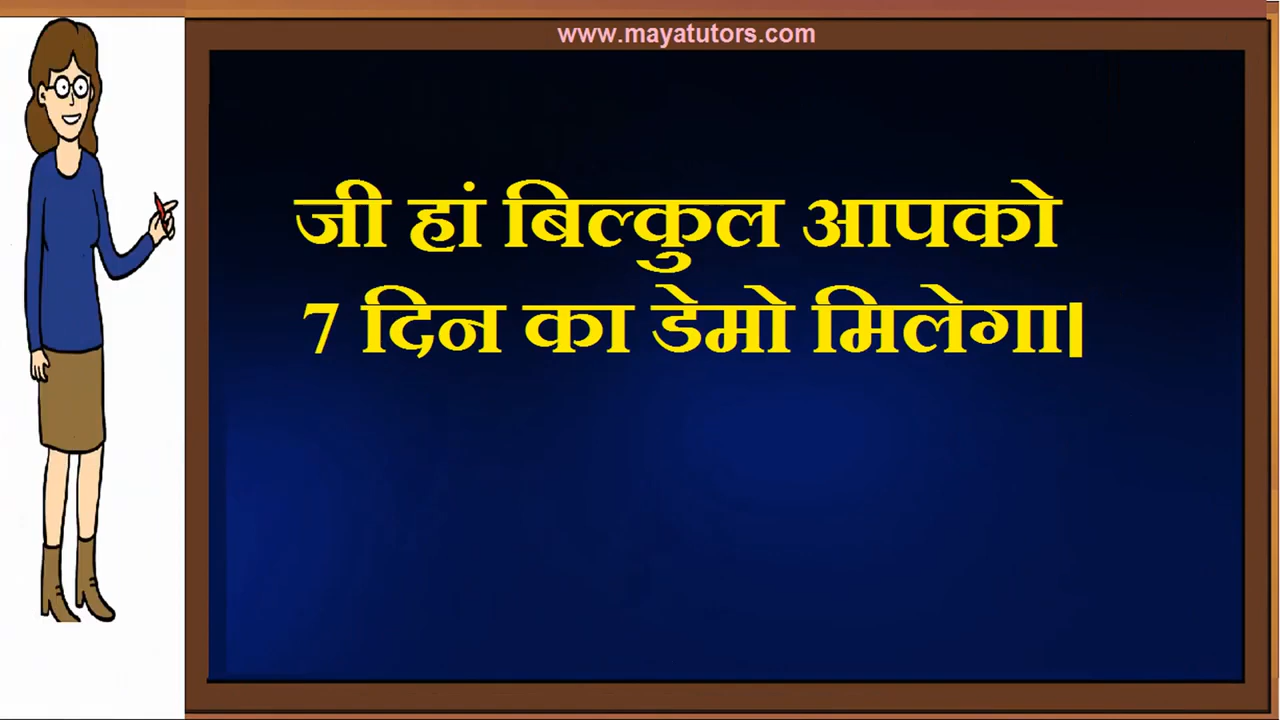 www.mayatutors.com
जी हां बिल्कुल आपको
7 दिन का डेमो मिलेगा।